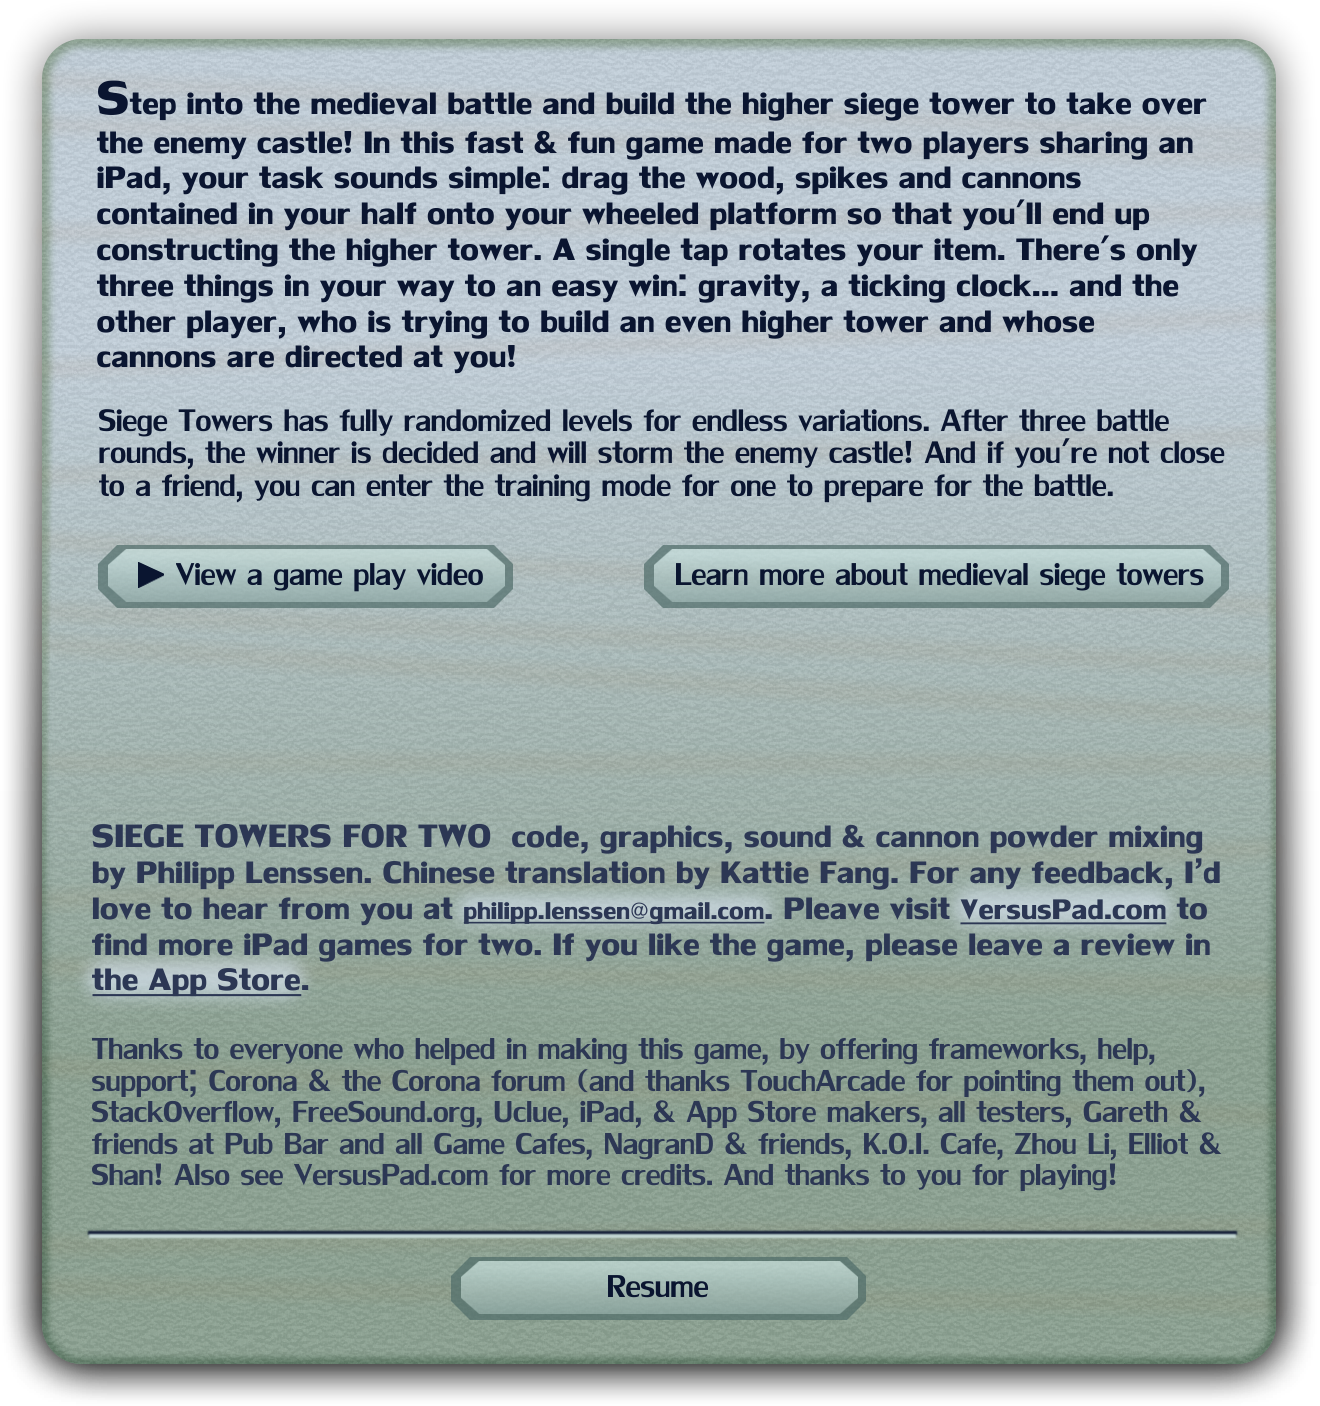 Step into the medieval battle and build the higher siege tower to take over
the enemy castle! In this fast & fun game made for two players sharing an
iPad, your task sounds simple: drag the wood, spikes and cannons
contained in your half onto your wheeled platform so that you'll end up
constructing the higher tower. A single tap rotates your item. There's only
three things in your way to an easy win: gravity, a ticking clock... and the
other player, who is trying to build an even higher tower and whose
cannons are directed at you!
Siege Towers has fully randomized levels for endless variations. After three battle
rounds, the winner is decided and will storm the enemy castle! And if you're not close
to a friend, you can enter the training mode for one to prepare for the battle.
▶ View a game play video
Learn more about medieval siege towers
SIEGE TOWERS FOR TWO code, graphics, sound & cannon powder mixing
by Philipp Lenssen. Chinese translation by Kattie Fang. For any feedback, I'd
love to hear from you at philipp.lenssen@gmail.com. Pleave visit VersusPad.com to
find more iPad games for two. If you like the game, please leave a review in
the App Store.
Thanks to everyone who helped in making this game, by offering frameworks, help,
support; Corona & the Corona forum (and thanks TouchArcade for pointing them out),
StackOverflow, FreeSound.org, Uclue, iPad, & App Store makers, all testers, Gareth &
friends at Pub Bar and all Game Cafes, NagranD & friends, K.O.I. Cafe, Zhou Li, Elliot &
Shan! Also see VersusPad.com for more credits. And thanks to you for playing!
Resume